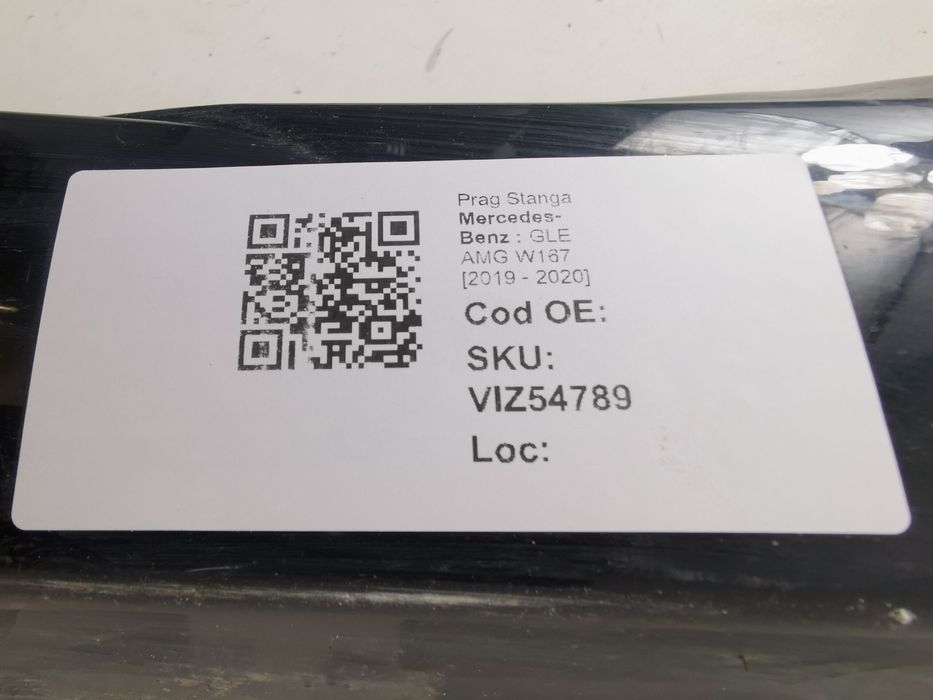 Prag Stanga
Mercedes-
Benz : GLE
AMG W167
[2019 - 2020]
Cod OE:
SKU:
VIZ54789
Loc: